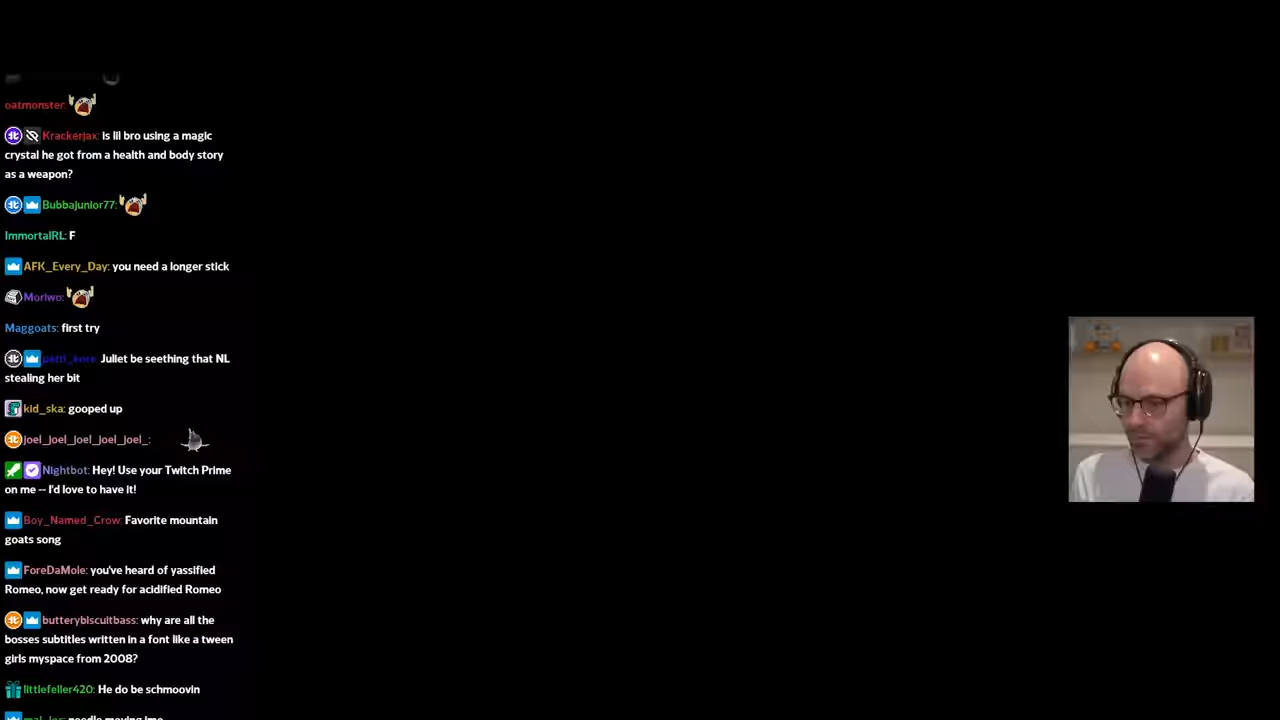 oatmonster:
Krackerjax: is lil bro using a magic
crystal he got from a health and body story
as a weapon?
Bubbajunior77:
ImmortalRL: F
AFK_Every_Day: you need a longer stick
Moriwo:
Maggoats: first try
Juliet be seething that NL
stealing her bit
kid_ska: gooped up
joel_joel_joel_joel_joel_:
Nightbot: Hey! Use your Twitch Prime
on me -- I'd love to have it!
Boy_Named_Crow: Favorite mountain
goats song
ForeDaMole: you've heard of yassified
Romeo, now get ready for acidified Romeo
butterybiscuitbass: why are all the
bosses subtitles written in a font like a tween
girls myspace from 2008?
littlefeller420: He do be schmoovin
needle moving imo